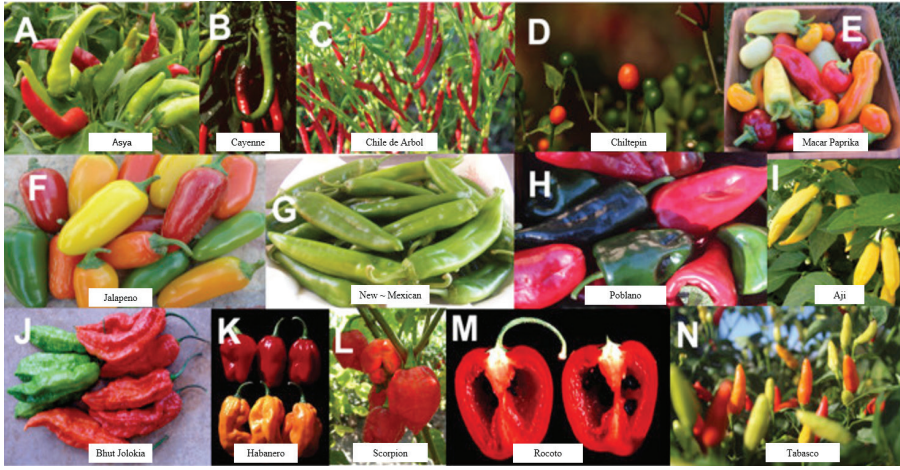 A
Asya
B
Cayenne
C
Chile de Arbol
D
Chiltepin
E
Macar Paprika
F
Jalapeno
G
New ~ Mexican
H
Poblano
I
Aji
J
Bhut Jolokia
K
Habanero
L
Scorpion
M
Rocoto
N
Tabasco